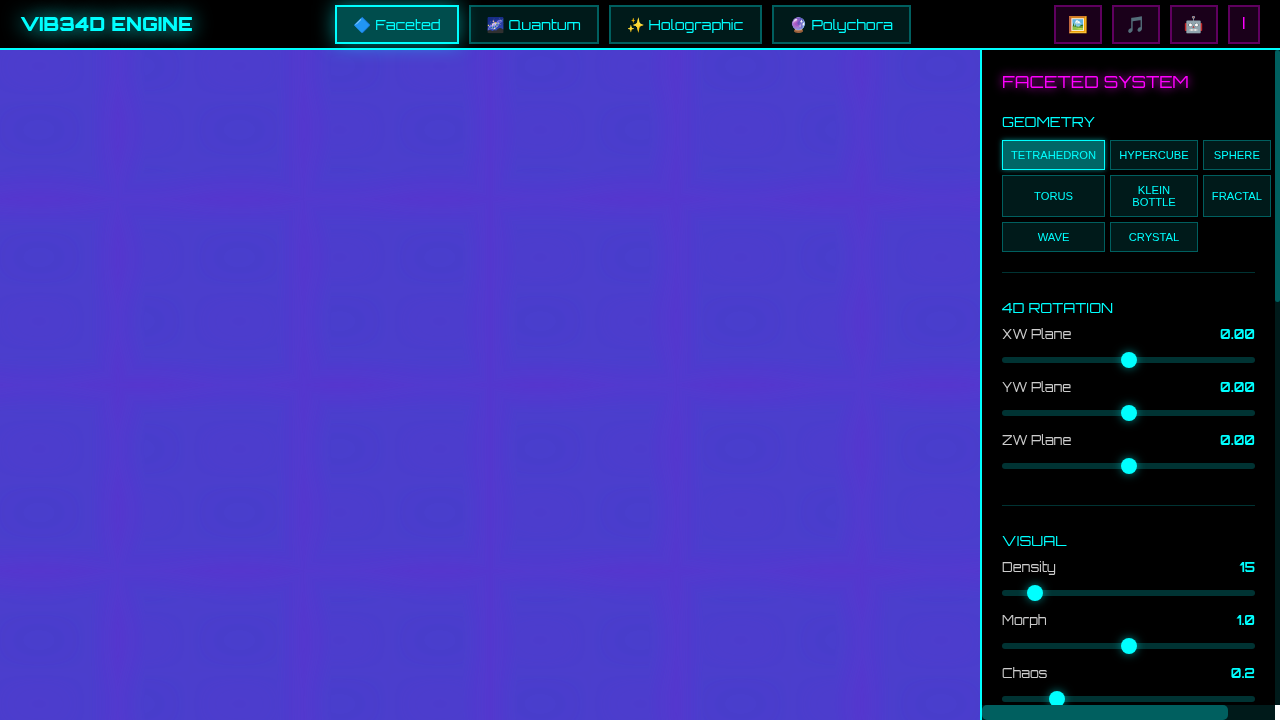 VIB34D ENGINE
🔷 Faceted
🌌 Quantum
✨ Holographic
🔮 Polychora
🖼️
🎵
🤖
I
FACETED SYSTEM
GEOMETRY
TETRAHEDRON
HYPERCUBE
SPHERE
TORUS
KLEIN
BOTTLE
FRACTAL
WAVE
CRYSTAL
4D ROTATION
XW Plane 0.00
YW Plane 0.00
ZW Plane 0.00
VISUAL
Density 15
Morph 1.0
Chaos 0.2